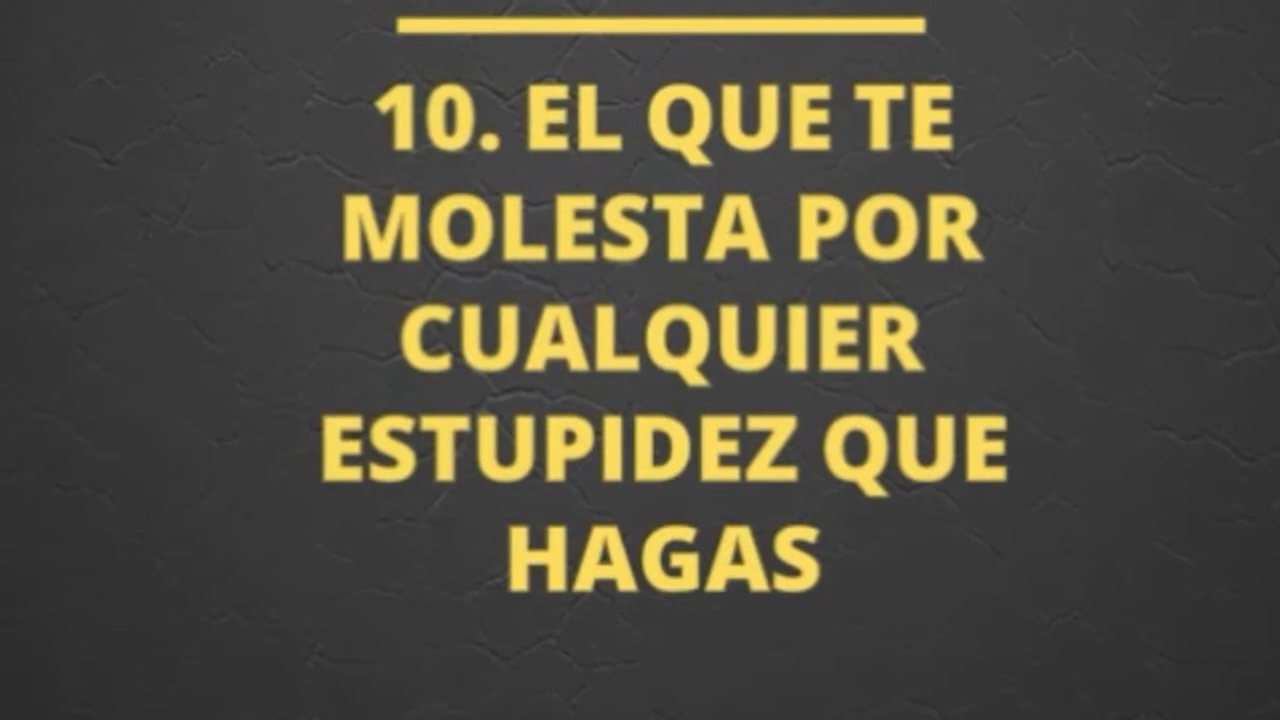 10. EL QUE TE
MOLESTA POR
CUALQUIER
ESTUPIDEZ QUE
HAGAS